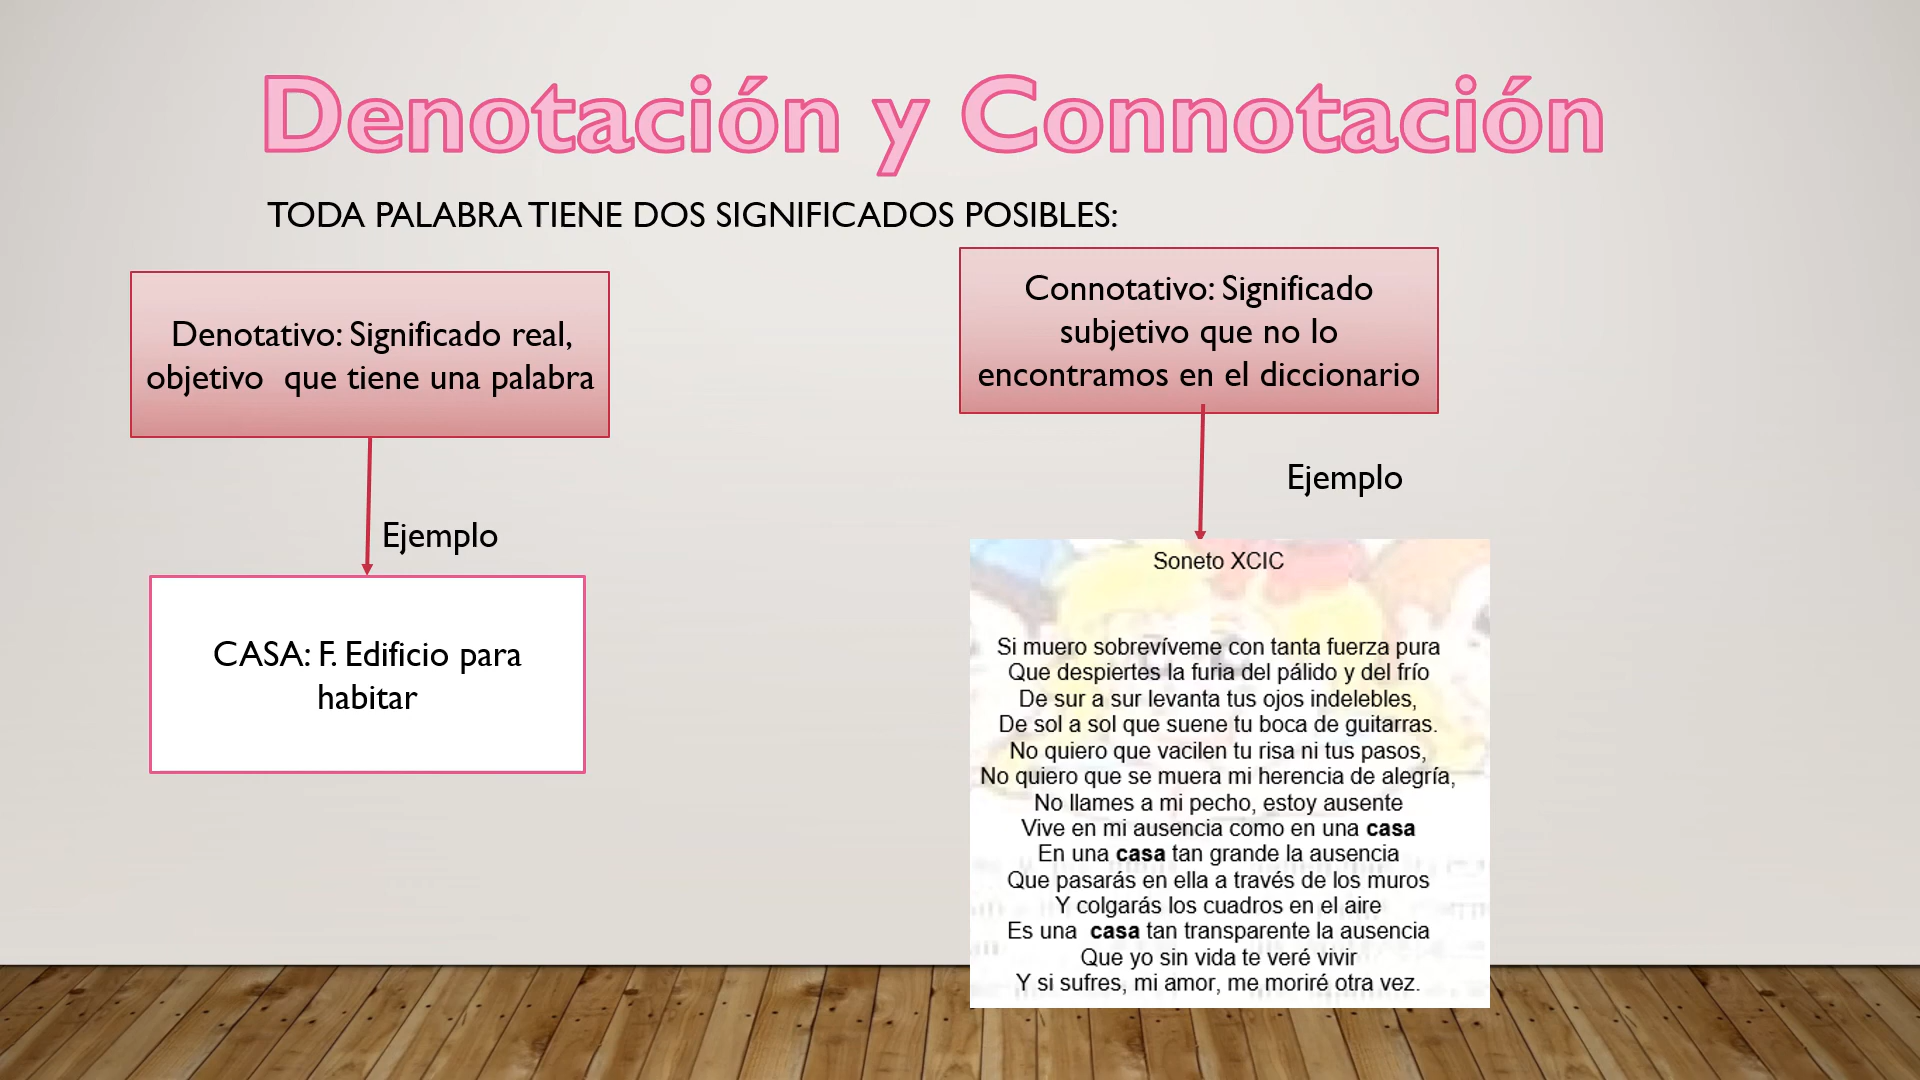 Denotación y Connotación
TODA PALABRA TIENE DOS SIGNIFICADOS POSIBLES:
Denotativo: Significado real,
objetivo  que tiene una palabra
Ejemplo
CASA: F. Edificio para
habitar
Connotativo: Significado
subjetivo que no lo
encontramos en el diccionario
Ejemplo
Soneto XCIC
Si muero sobrevíveme con tanta fuerza pura
Que despiertes la furia del pálido y del frío
De sur a sur levanta tus ojos indelebles,
De sol a sol que suene tu boca de guitarras.
No quiero que vacilen tu risa ni tus pasos,
No quiero que se muera mi herencia de alegría,
No llames a mi pecho, estoy ausente
Vive en mi ausencia como en una casa
En una casa tan grande la ausencia
Que pasarás en ella a través de los muros
Y colgarás los cuadros en el aire
Es una  casa tan transparente la ausencia
Que yo sin vida te veré vivir
Y si sufres, mi amor, me moriré otra vez.